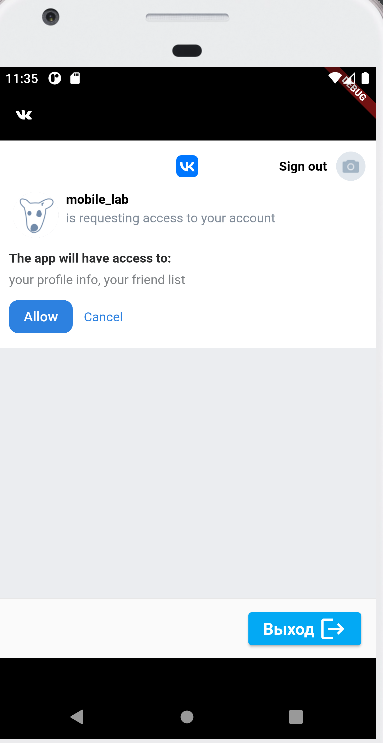 11:35
DEBUG
Sign out
mobile_lab
is requesting access to your account
The app will have access to:
your profile info, your friend list
Allow Cancel
Выход